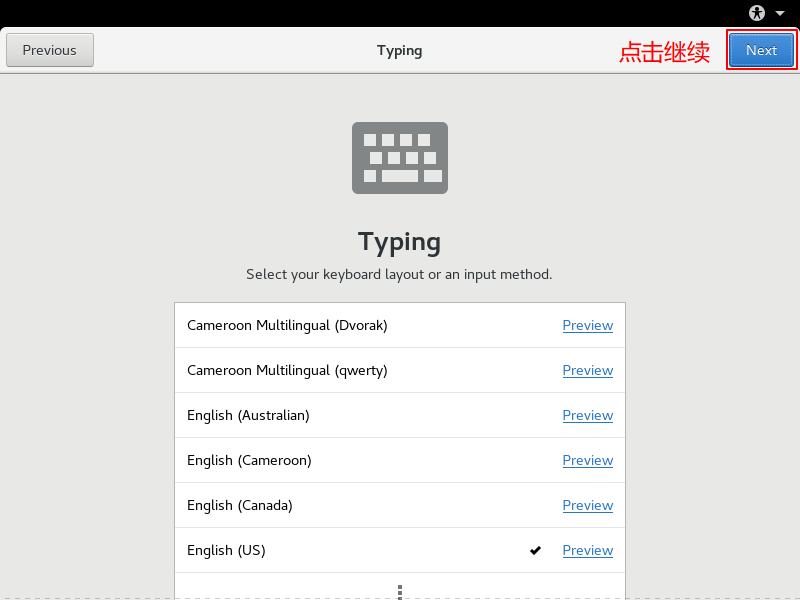 Previous
Typing
点击继续
Next
Typing
Select your keyboard layout or an input method.
Cameroon Multilingual (Dvorak) Preview
Cameroon Multilingual (qwerty) Preview
English (Australian) Preview
English (Cameroon) Preview
English (Canada) Preview
English (US) Preview